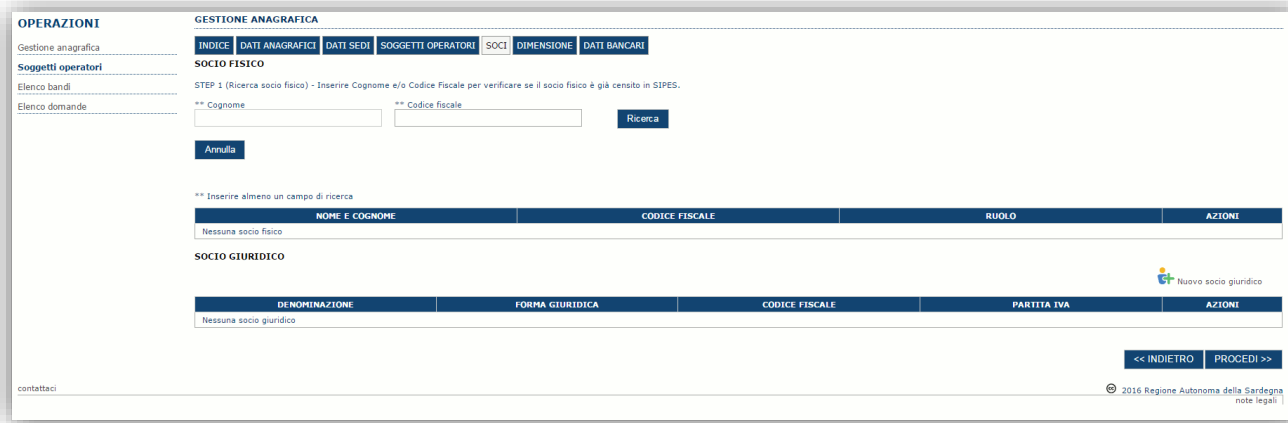 OPERAZIONI
Gestione anagrafica
Soggetti operatori
Elenco bandi
Elenco domande
GESTIONE ANAGRAFICA
INDICE DATI ANAGRAFICI DATI SEDI SOGGETTI OPERATORI SOCI DIMENSIONE DATI BANCARI
SOCIO FISICO
STEP 1 (Ricerca socio fisico) - Inserire Cognome e/o Codice Fiscale per verificare se il socio fisico è già censito in SIPES.
** Cognome ** Codice fiscale
Ricerca
Annulla
** Inserire almeno un campo di ricerca
NOME E COGNOME CODICE FISCALE RUOLO AZIONI
Nessuna socio fisico
SOCIO GIURIDICO
Nuovo socio giuridico
DENOMINAZIONE FORMA GIURIDICA CODICE FISCALE PARTITA IVA AZIONI
Nessuna socio giuridico
<< INDIETRO PROCEDI >>
contattaci
2016 Regione Autonoma della Sardegna
note legali